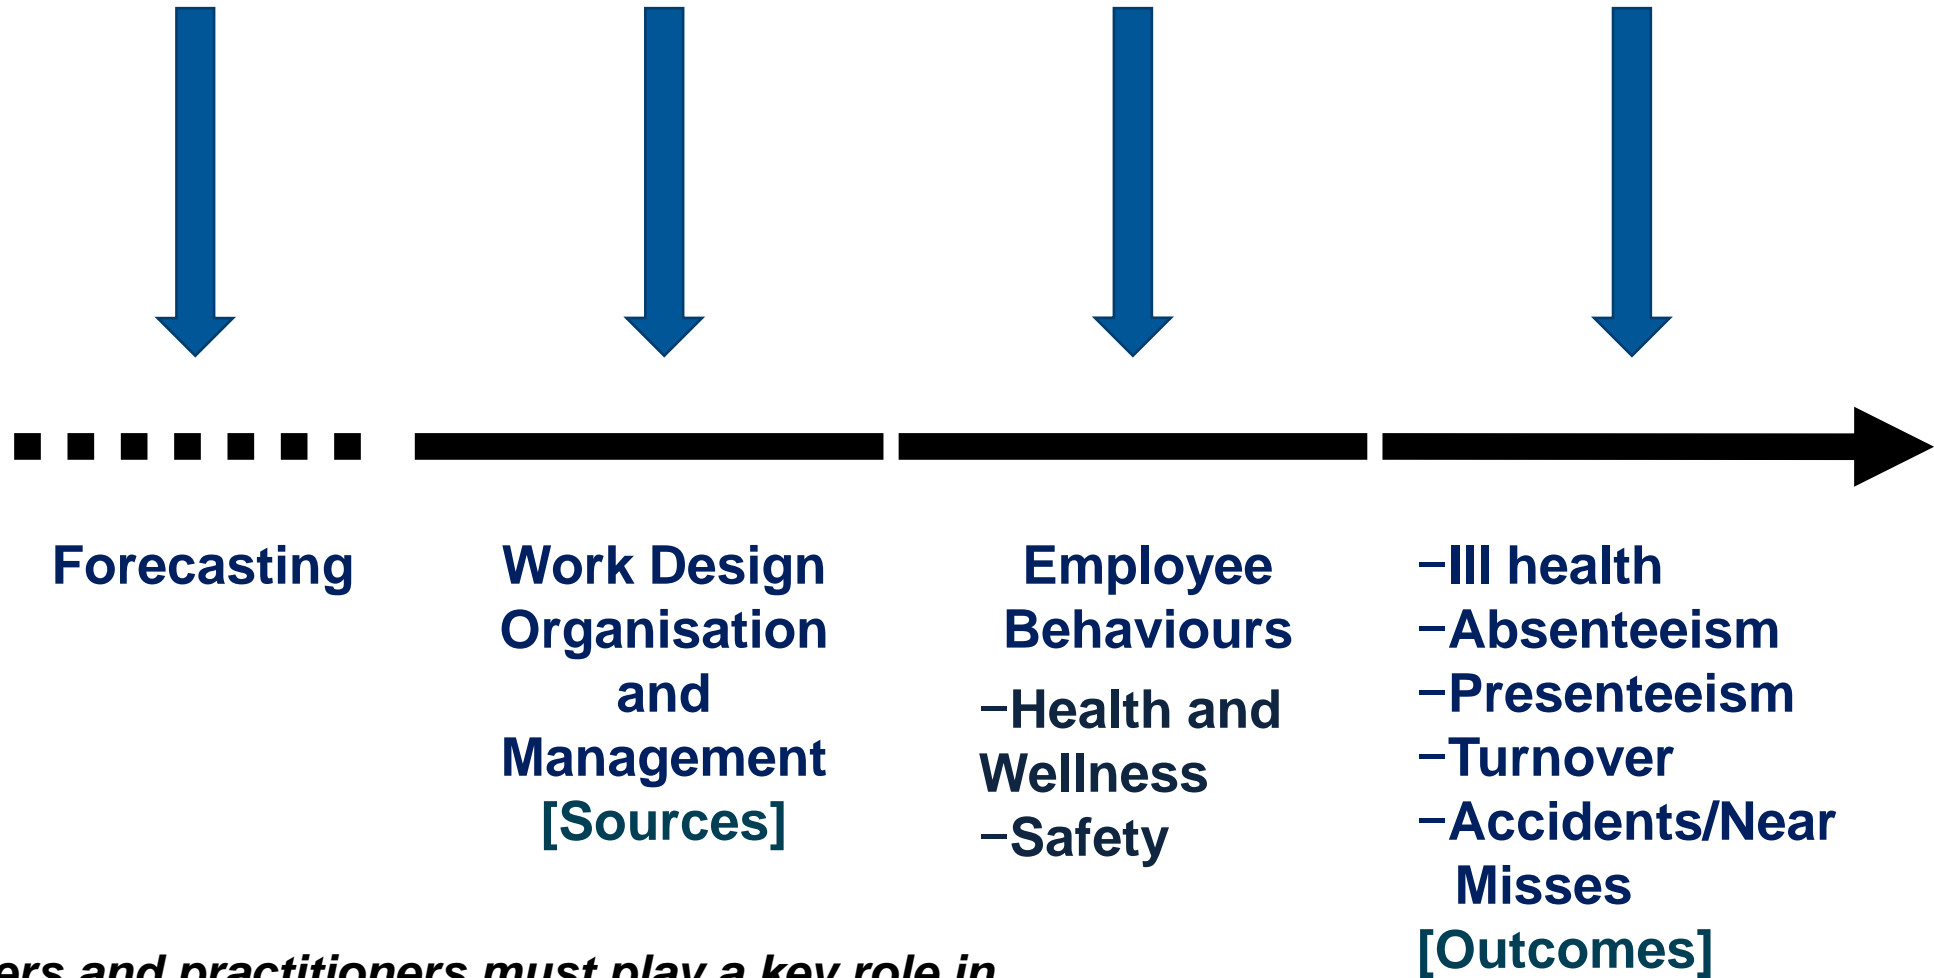 Forecasting
Work Design
Organisation
and
Management
[Sources]
Employee
Behaviours
–Health and
Wellness
–Safety
–Ill health
–Absenteeism
–Presenteeism
–Turnover
–Accidents/Near
Misses
[Outcomes]
and practitioners must play a key role in